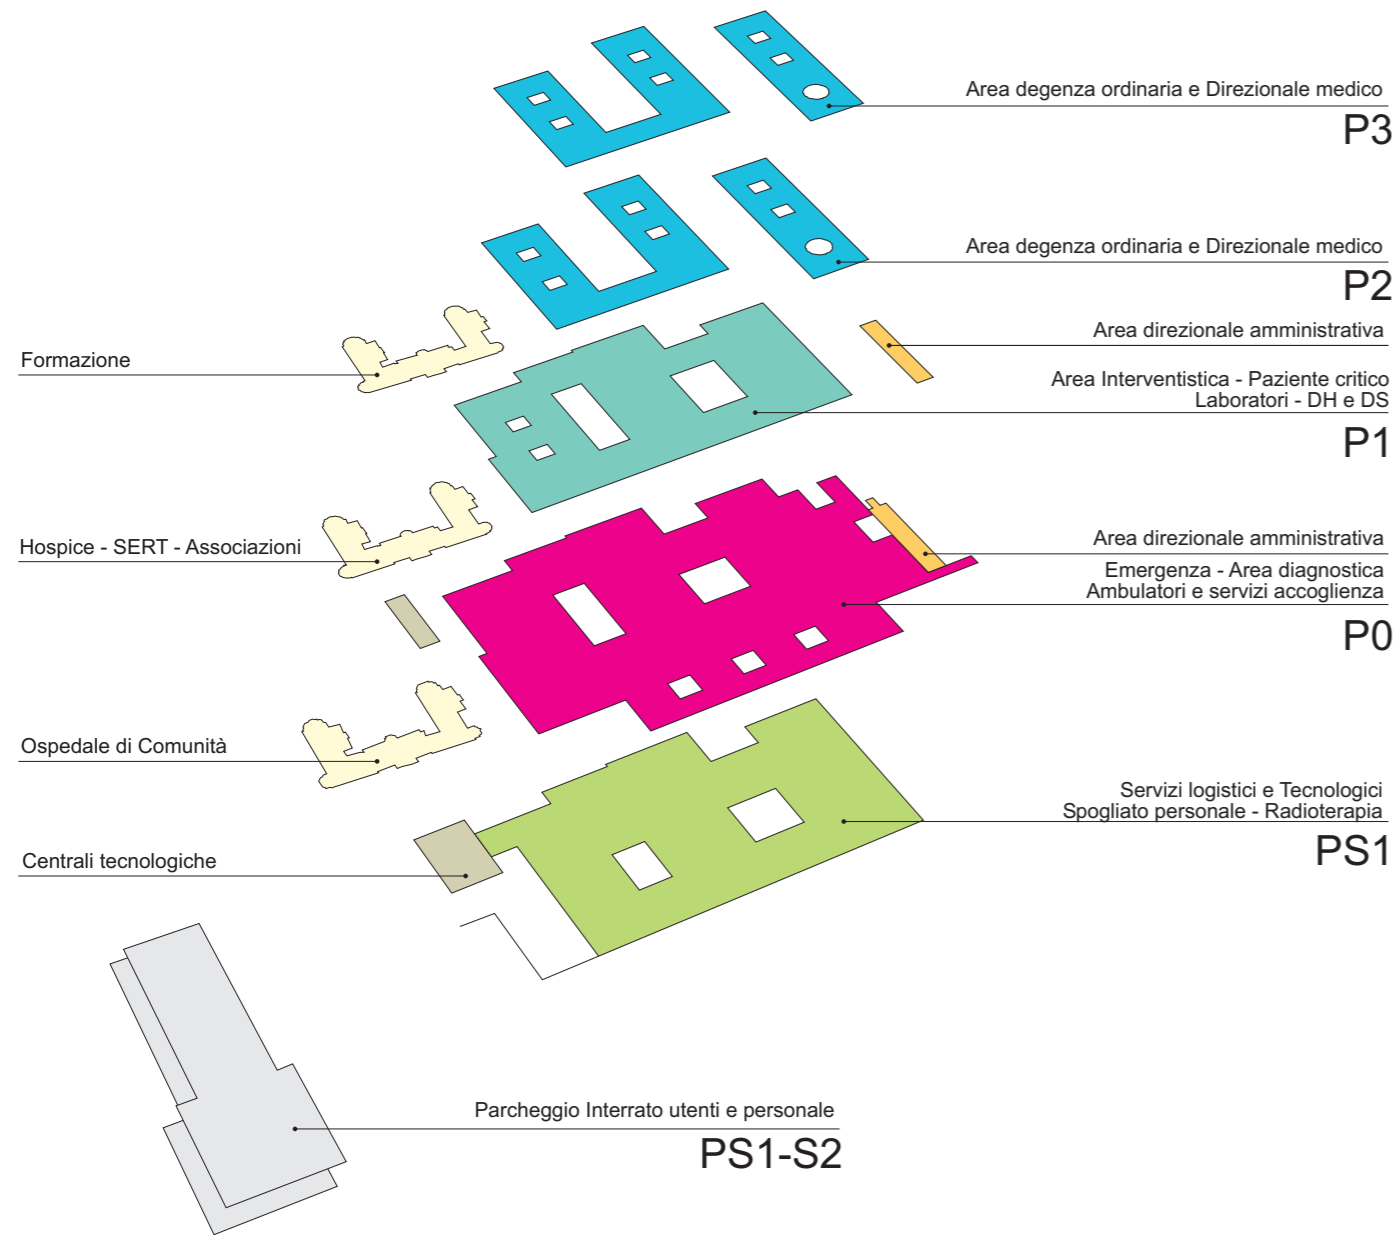 Area degenza ordinaria e Direzionale medico
P3
Area degenza ordinaria e Direzionale medico
P2
Area direzionale amministrativa
Formazione
Area Interventistica - Paziente critico
Laboratori - DH e DS
P1
Area direzionale amministrativa
Hospice - SERT - Associazioni
Emergenza - Area diagnostica
Ambulatori e servizi accoglienza
P0
Ospedale di Comunità
Servizi logistici e Tecnologici
Spogliato personale - Radioterapia
PS1
Centrali tecnologiche
Parcheggio Interrato utenti e personale
PS1-S2